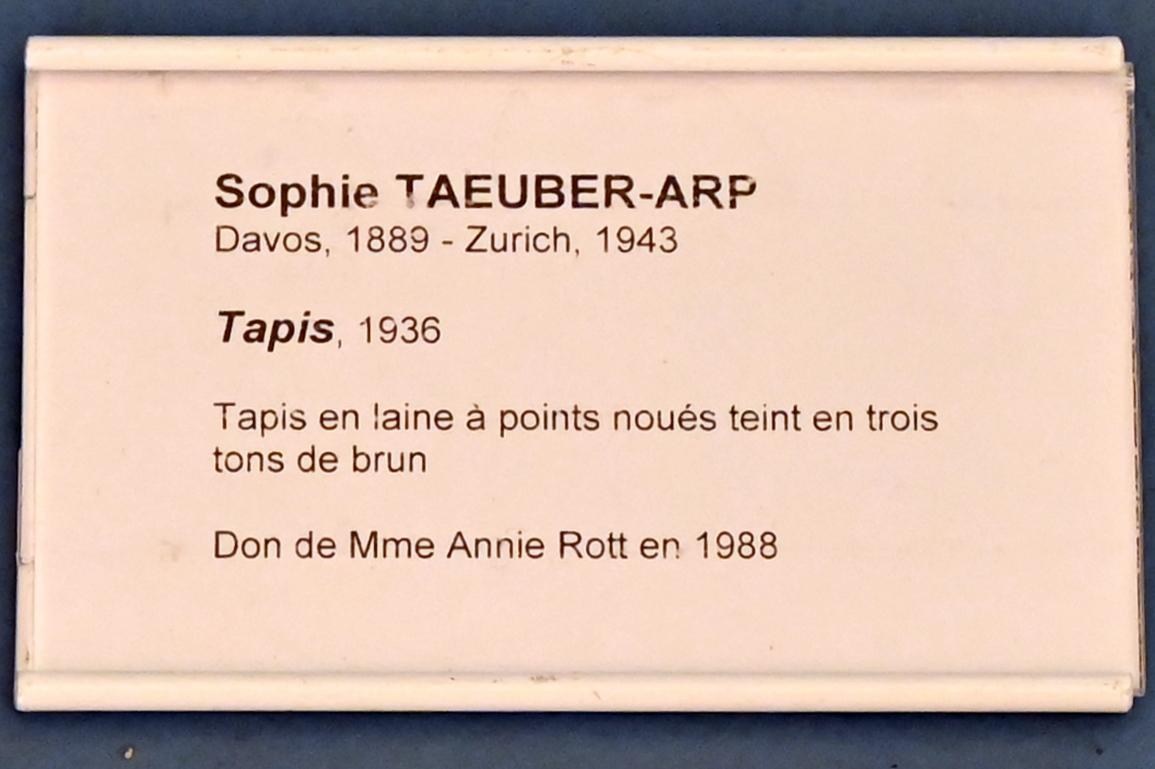 Sophie TAEUBER-ARP
Davos, 1889 - Zurich, 1943
Tapis, 1936
Tapis en laine à points noués teint en trois
tons de brun
Don de Mme Annie Rott en 1988